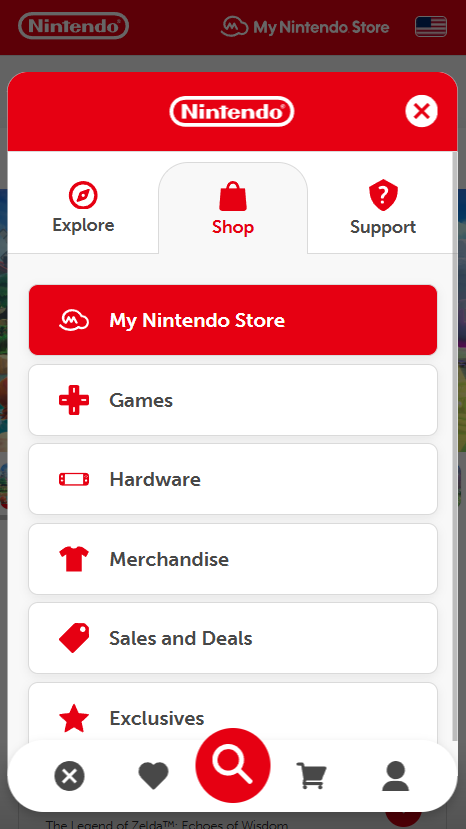 Nintendo
My Nintendo Store
Nintendo
Explore
Shop
Support
My Nintendo Store
Games
Hardware
Merchandise
Sales and Deals
Exclusives
The Legend of Zelda™: Echoes of Wisdom